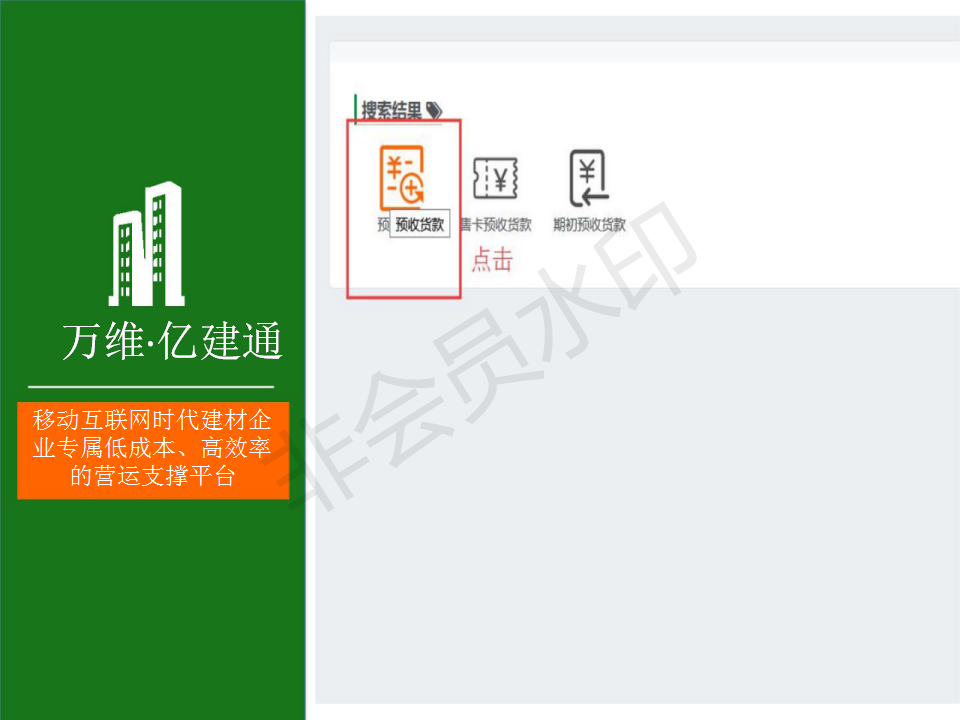 万维·亿建通
移动互联网时代建材企
业专属低成本、高效率
的营运支撑平台
搜索结果
预
预收货款
售卡预收货款
期初预收货款
点击
非会员水印